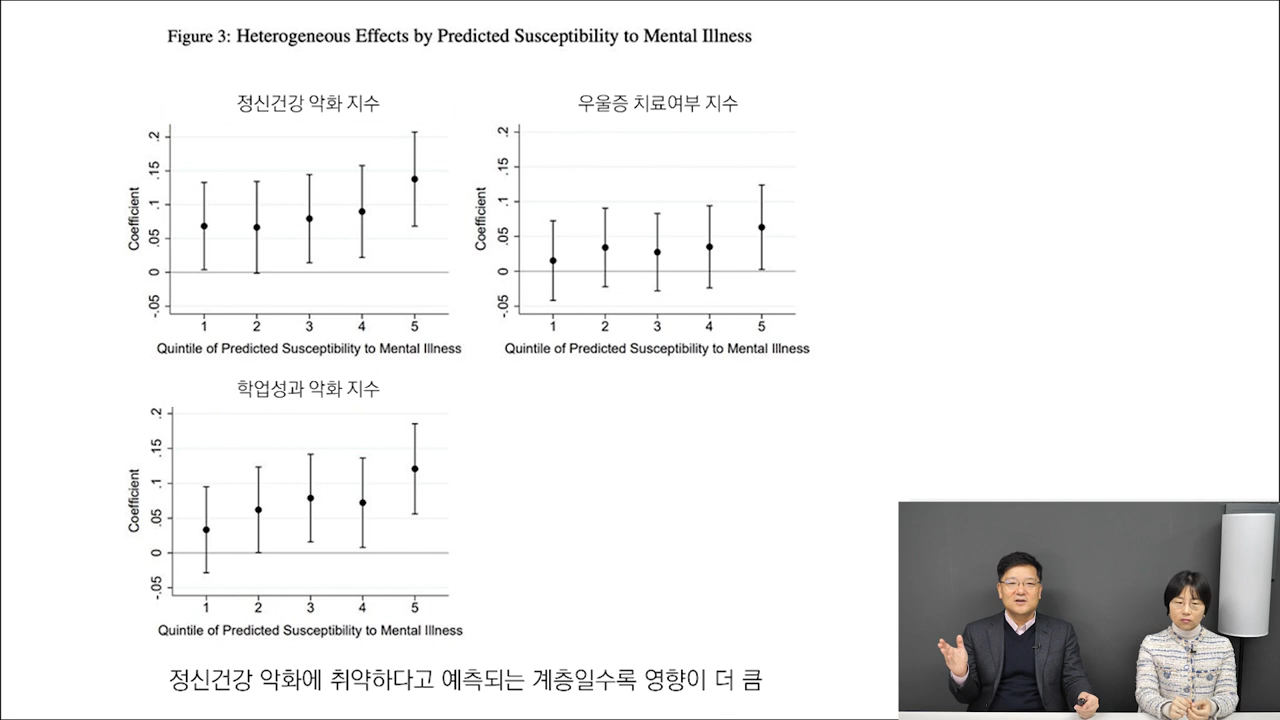 Figure 3: Heterogeneous Effects by Predicted Susceptibility to Mental Illness
정신건강 악화 지수
.2
.15
.1
.05
0
-.05
Coefficient
1 2 3 4 5
Quintile of Predicted Susceptibility to Mental Illness
우울증 치료여부 지수
.2
.15
.1
.05
0
-.05
Coefficient
1 2 3 4 5
Quintile of Predicted Susceptibility to Mental Illness
학업성과 악화 지수
.2
.15
.1
.05
0
-.05
Coefficient
1 2 3 4 5
Quintile of Predicted Susceptibility to Mental Illness
정신건강 악화에 취약하다고 예측되는 계층일수록 영향이 더 큼